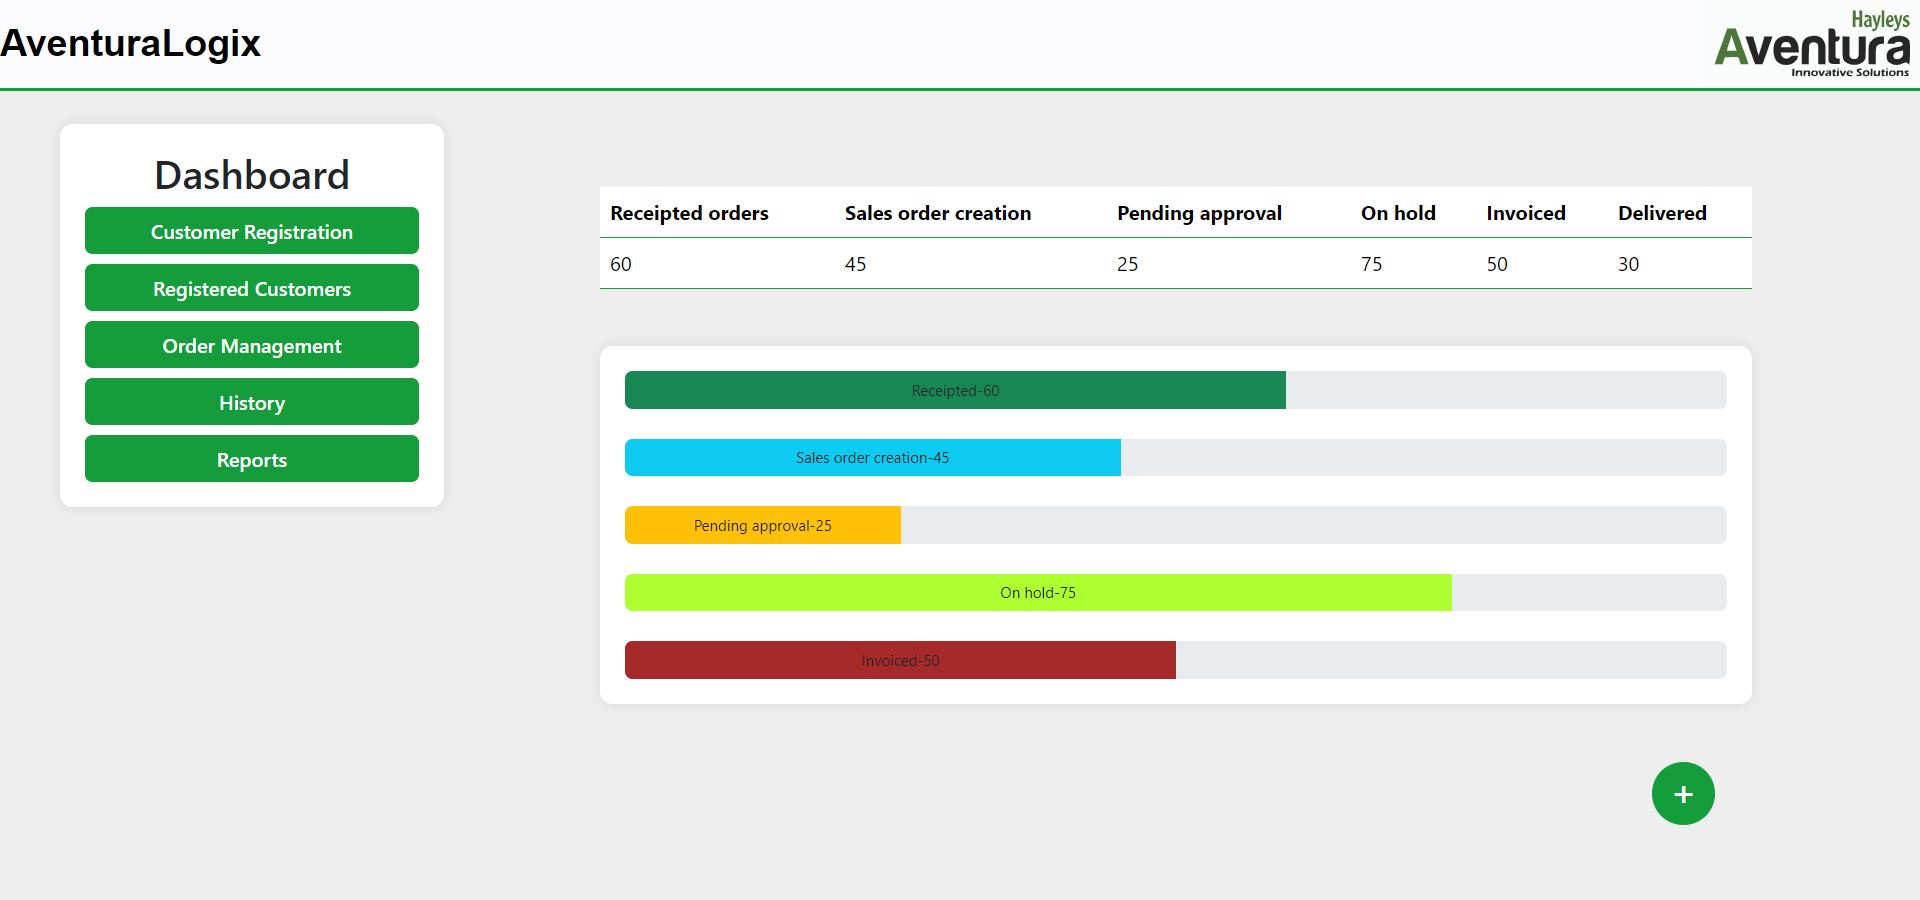 AventuraLogix
Hayleys
Aventura
Innovative Solutions
Dashboard
Customer Registration
Registered Customers
Order Management
History
Reports
Receipted orders Sales order creation Pending approval On hold Invoiced Delivered
60 45 25 75 50 30
Receipted-60
Sales order creation-45
Pending approval-25
On hold-75
Invoiced-50
+